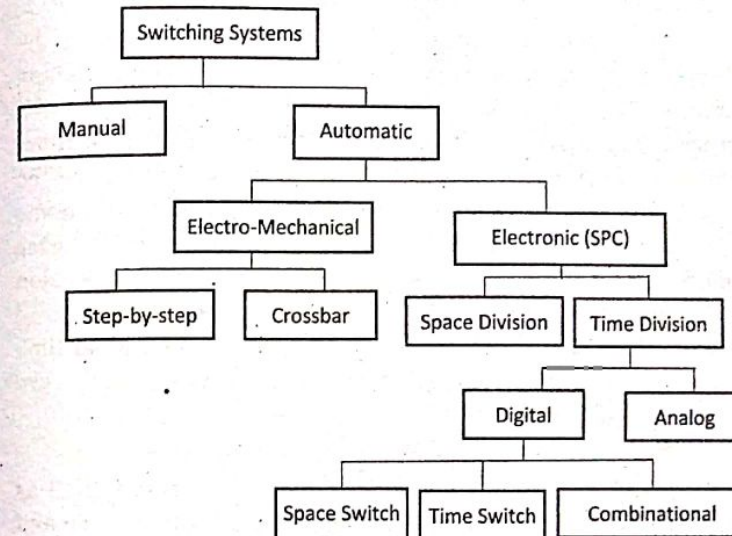 Switching Systems
Manual
Automatic
Electro-Mechanical
Electronic (SPC)
Step-by-step
Crossbar
Space Division
Time Division
Digital
Analog
Space Switch
Time Switch
Combinational